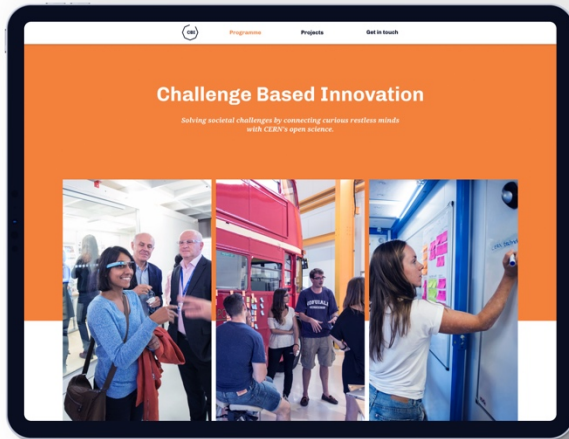 CBI
Programme
Projects
Get in touch
Challenge Based Innovation
Solving societal challenges by connecting curious restless minds
with CERN's open science.